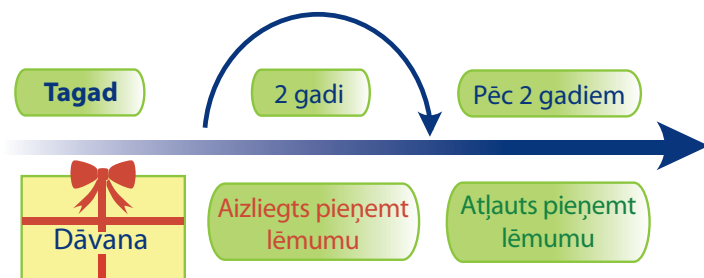 Tagad
2 gadi
Pēc 2 gadiem
Dāvana
Aizliegts pieņemt
lēmumu
Atļauts pieņemt
lēmumu